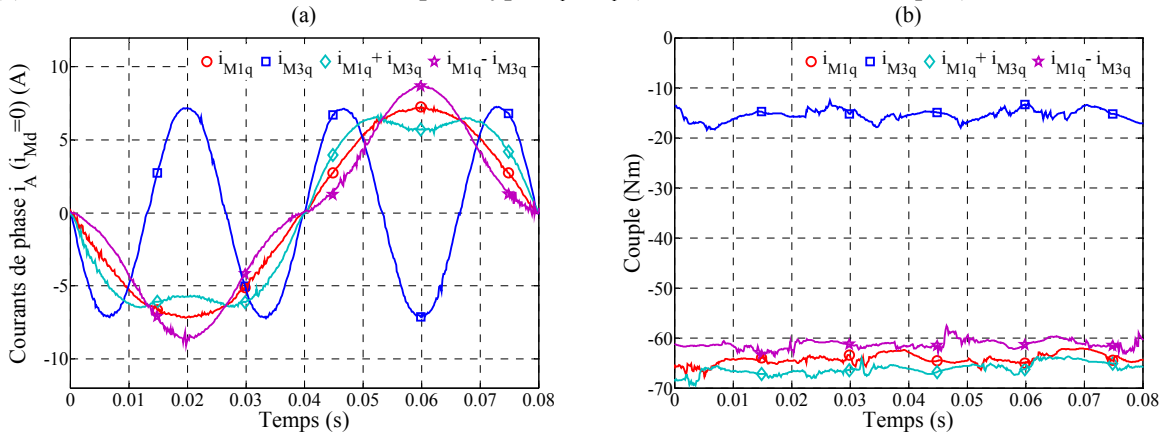 (a)
(b)
Courants de phase i_A (i_Md=0) (A)
10
5
0
-5
-10
i_M1q i_M3q i_M1q+ i_M3q i_M1q- i_M3q
0 0.01 0.02 0.03 0.04 0.05 0.06 0.07 0.08
Temps (s)
Couple (Nm)
0
-10
-20
-30
-40
-50
-60
-70
i_M1q i_M3q i_M1q+ i_M3q i_M1q- i_M3q
0 0.01 0.02 0.03 0.04 0.05 0.06 0.07 0.08
Temps (s)